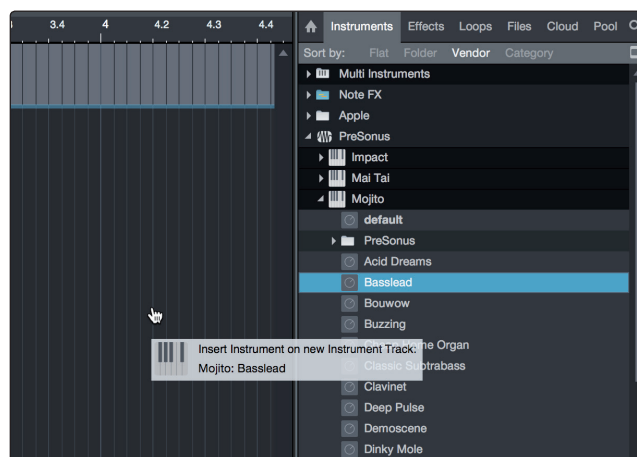 3.4 4 4.2 4.3 4.4
Instruments Effects Loops Files Cloud Pool
Sort by: Flat Folder Vendor Category
Multi Instruments
Note FX
Apple
PreSonus
Impact
Mai Tai
Mojito
default
PreSonus
Acid Dreams
Basslead
Bouwow
Buzzing
Insert Instrument on new Instrument Track:
Home Organ
Mojito: Basslead
Classic Subtrabass
Clavinet
Deep Pulse
Demoscene
Dinky Mole